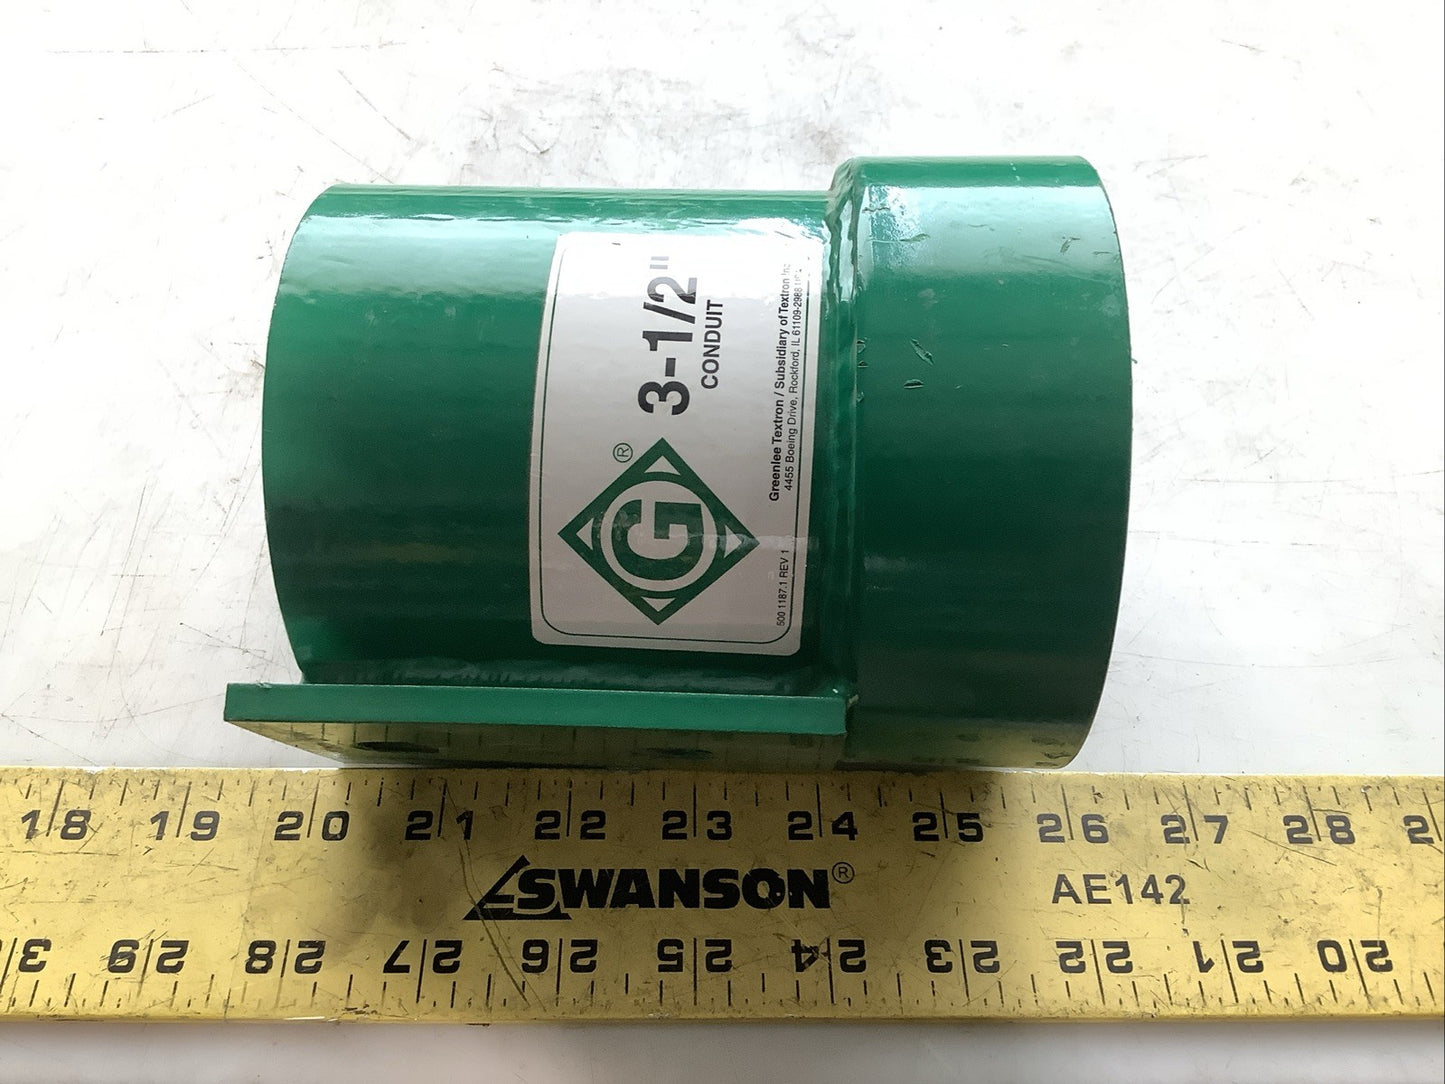 3-1/2"
CONDUIT
® G
Greenlee Textron / Subsidiary of Textron Inc.
4455 Boeing Drive, Rockford, IL 61109-2988
500 1187.1 REV 1
18 19 20 21 22 23 24 25 26 27 28 2
SWANSON® AE142
20 21 22 23 24 25 26 27 28 29 3